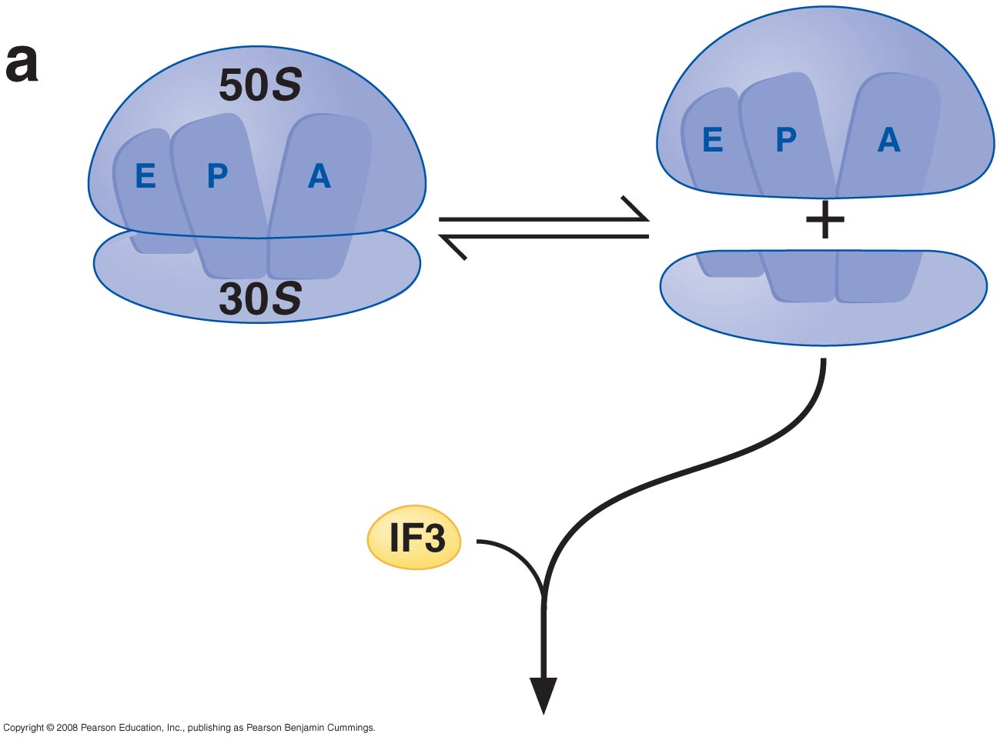 a
50S
E P A
30S
E P A
+
IF3
Copyright © 2008 Pearson Education, Inc., publishing as Pearson Benjamin Cummings.